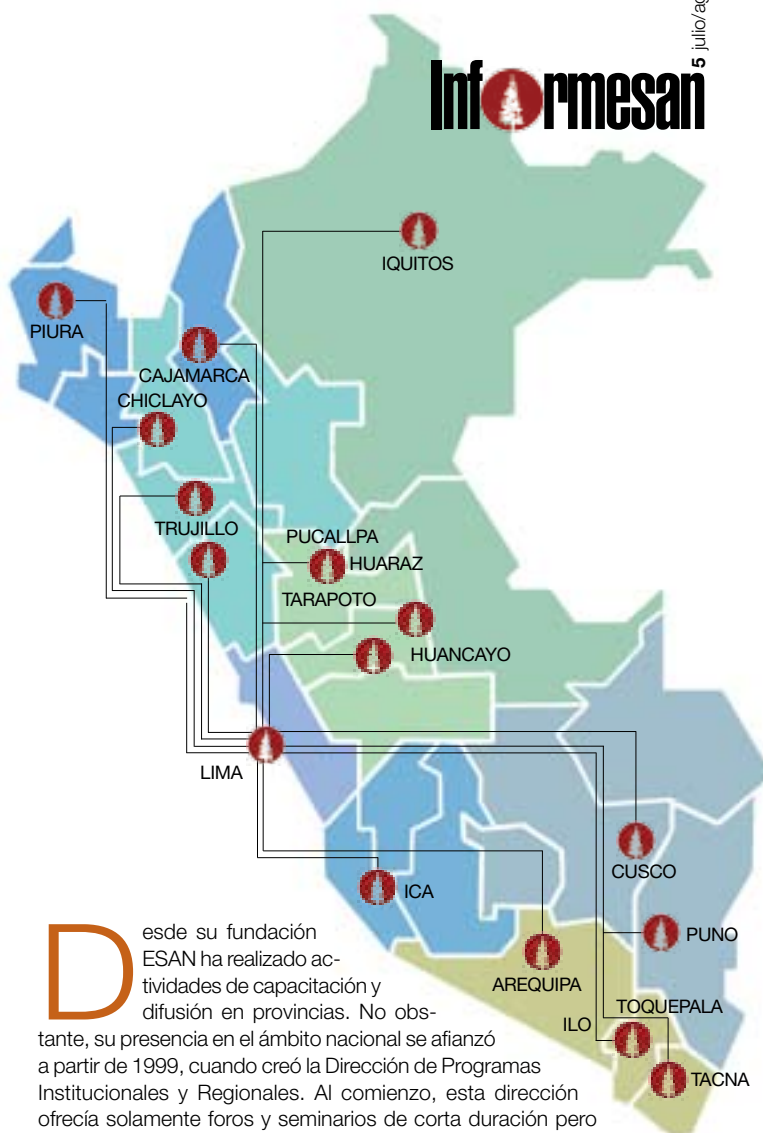 5 julio/ag
Informesan
IQUITOS
PIURA
CAJAMARCA
CHICLAYO
TRUJILLO
PUCALLPA
HUARAZ
TARAPOTO
HUANCAYO
LIMA
CUSCO
ICA
PUNO
AREQUIPA
TOQUEPALA
ILO
TACNA
Desde su fundación
ESAN ha realizado ac-
tividades de capacitación y
difusión en provincias. No obs-
tante, su presencia en el ámbito nacional se afianzó
a partir de 1999, cuando creó la Dirección de Programas
Institucionales y Regionales. Al comienzo, esta dirección
ofrecía solamente foros y seminarios de corta duración pero